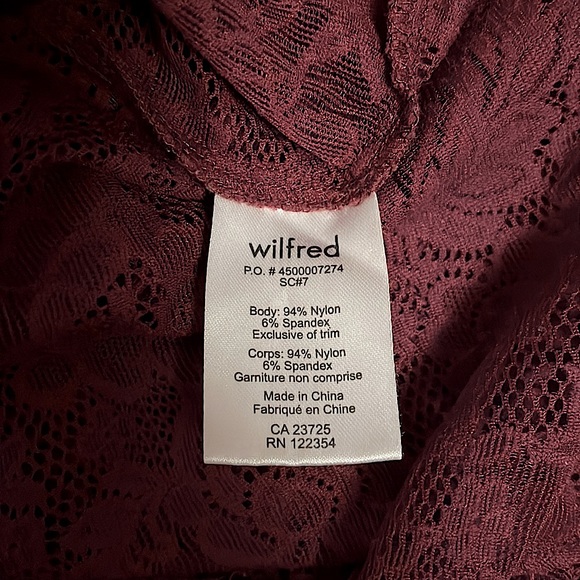 wilfred
P.O. # 4500007274
SC#7
Body: 94% Nylon
6% Spandex
Exclusive of trim
Corps: 94% Nylon
6% Spandex
Garniture non comprise
Made in China
Fabriqué en Chine
CA 23725
RN 122354